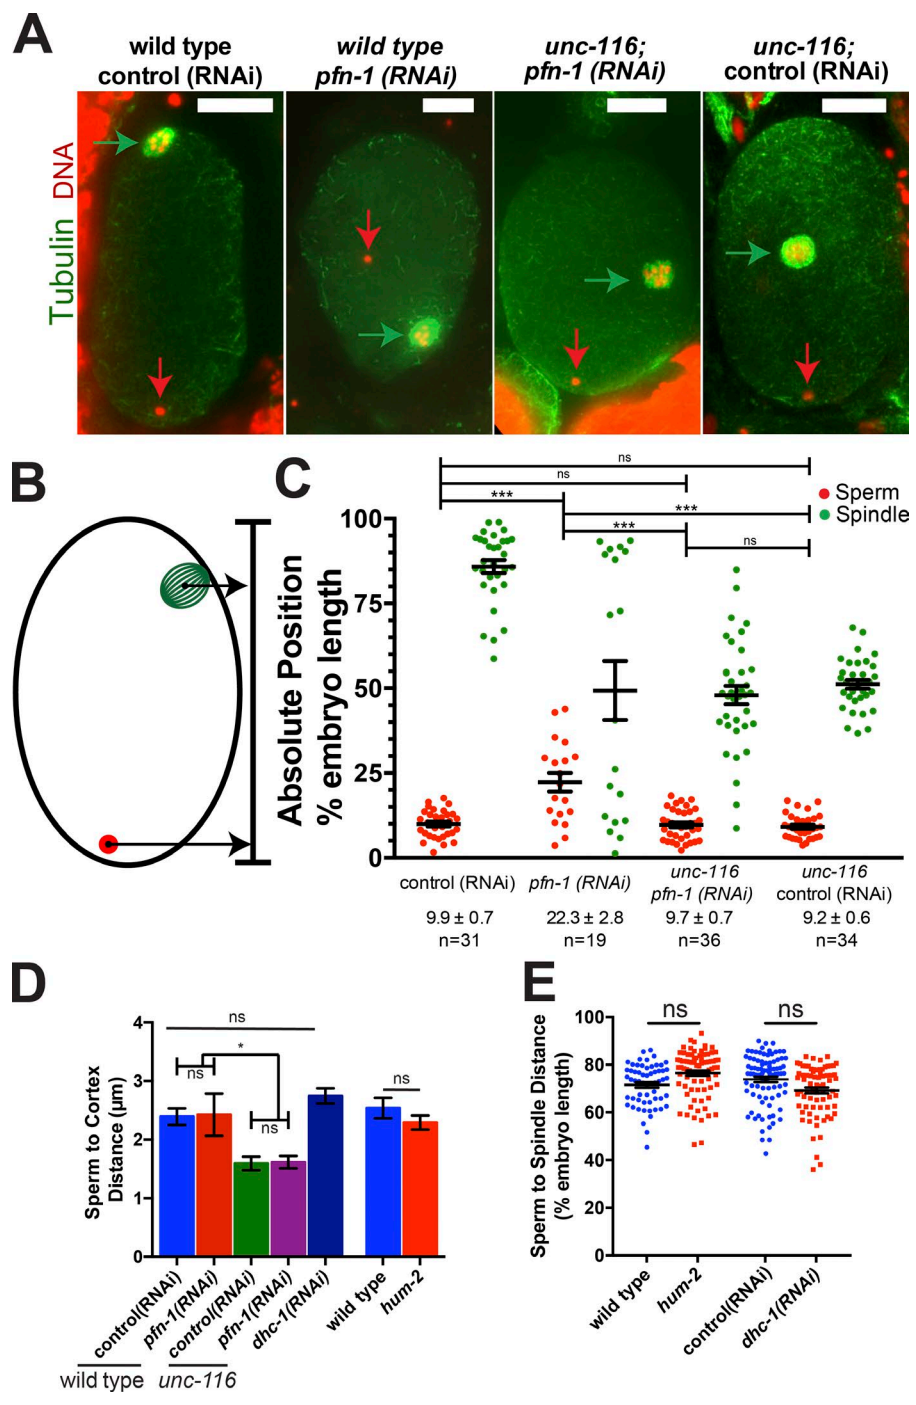 A
wild type
control (RNAi)
wild type
pfn-1 (RNAi)
unc-116;
pfn-1 (RNAi)
unc-116;
control (RNAi)
Tubulin DNA
B
C
ns
ns
***
***
***
ns
Sperm
Spindle
Absolute Position
% embryo length
100
75
50
25
0
control (RNAi)
pfn-1 (RNAi)
unc-116
pfn-1 (RNAi)
unc-116
control (RNAi)
9.9 ± 0.7
22.3 ± 2.8
9.7 ± 0.7
9.2 ± 0.6
n=31
n=19
n=36
n=34
D
Sperm to Cortex
Distance (µm)
4
3
2
1
0
ns
*
ns
ns
ns
control(RNAi)
pfn-1(RNAi)
control(RNAi)
pfn-1(RNAi)
dhc-1(RNAi)
wild type
hum-2
wild type
unc-116
E
Sperm to Spindle Distance
(% embryo length)
100
80
60
40
20
0
ns
ns
wild type
hum-2
control(RNAi)
dhc-1(RNAi)